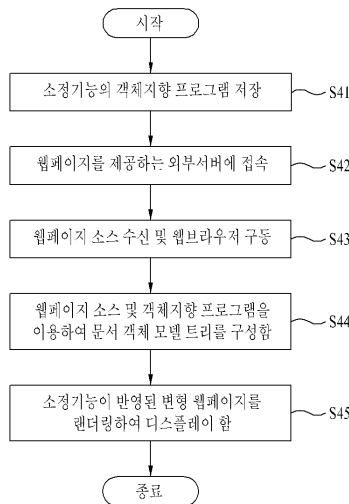 시작
소정기능의 객체지향 프로그램 저장
S41
웹페이지를 제공하는 외부서버에 접속
S42
웹페이지 소스 수신 및 웹브라우저 구동
S43
웹페이지 소스 및 객체지향 프로그램을
이용하여 문서 객체 모델 트리를 구성함
S44
소정기능이 반영된 변형 웹페이지를
랜더링하여 디스플레이 함
S45
종료